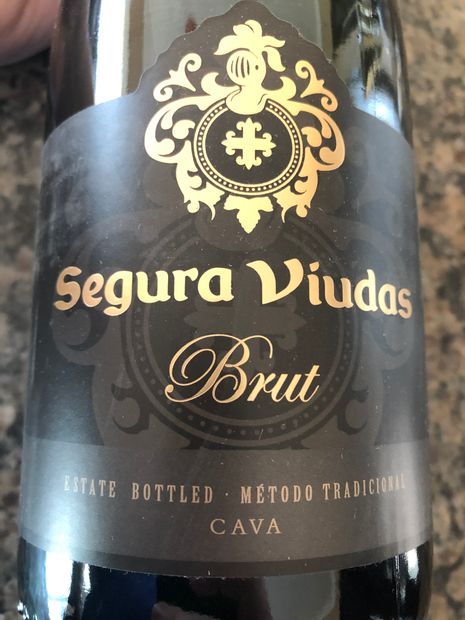 Segura Viudas
Brut
ESTATE BOTTLED · MÉTODO TRADICIONAL
CAVA